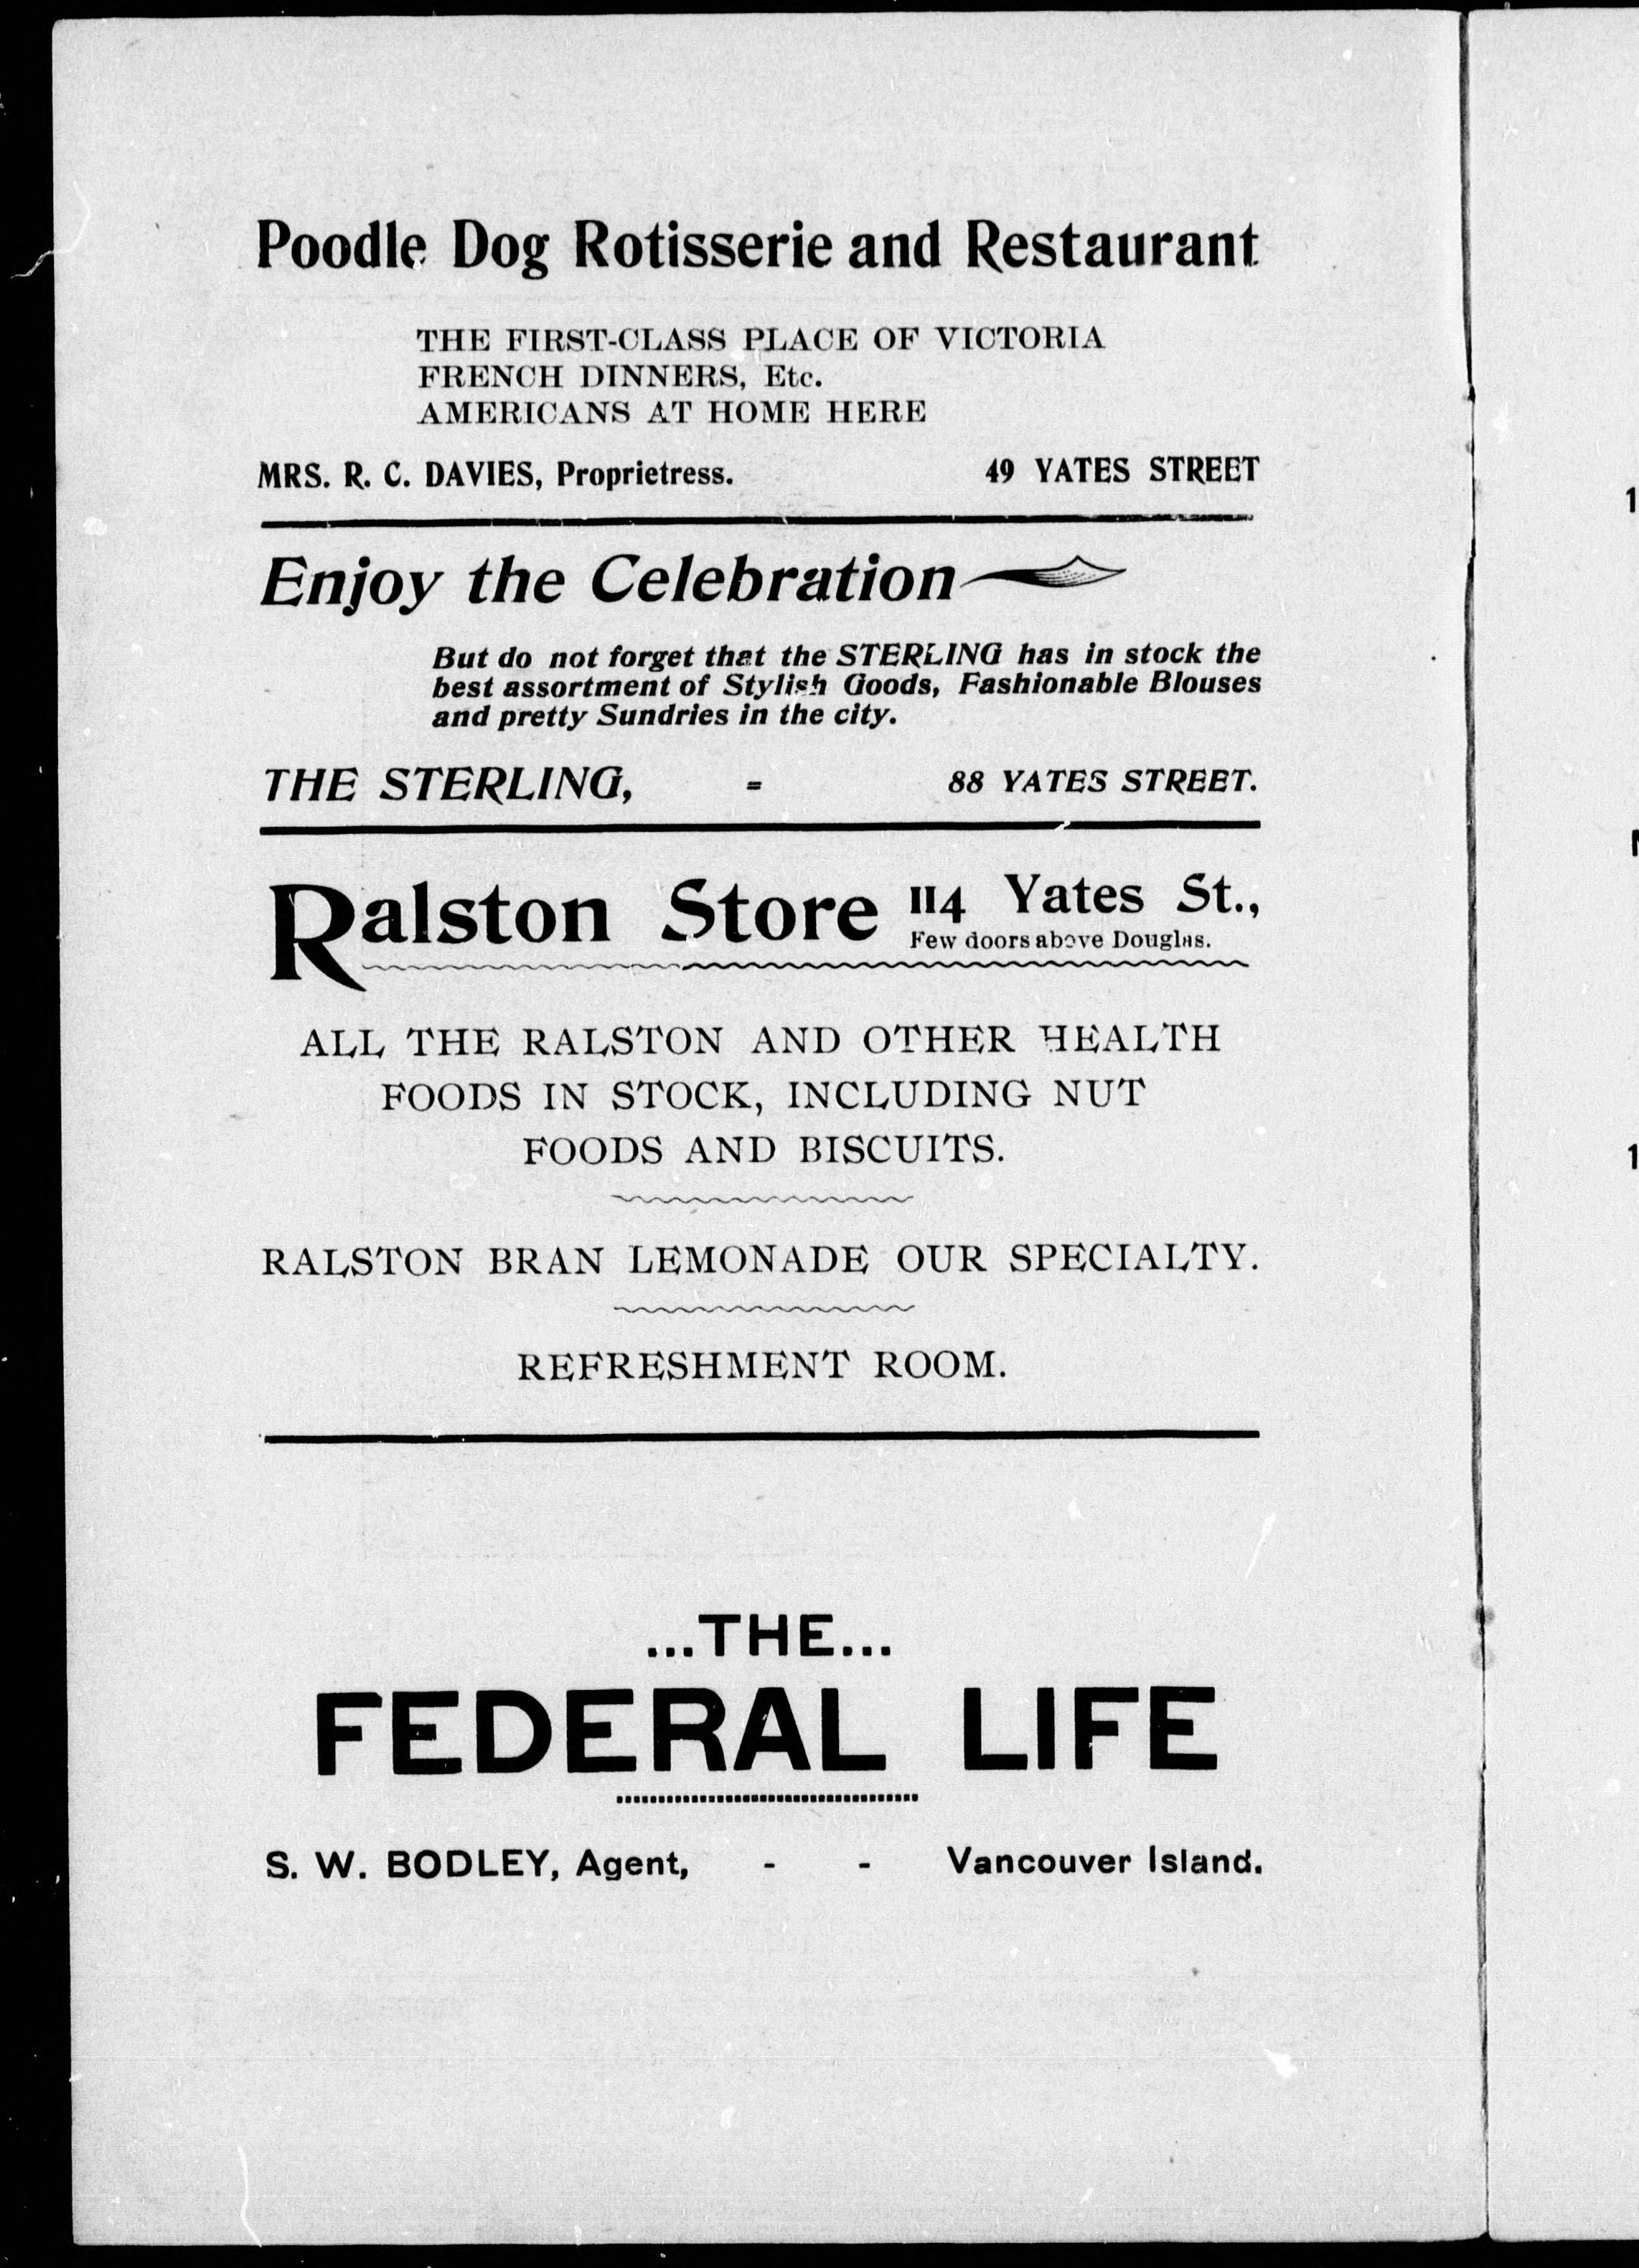 Poodle Dog Rotisserie and Restaurant
THE FIRST-CLASS PLACE OF VICTORIA
FRENCH DINNERS, Etc.
AMERICANS AT HOME HERE
MRS. R. C. DAVIES, Proprietress. 49 YATES STREET
Enjoy the Celebration
But do not forget that the STERLING has in stock the
best assortment of Stylish Goods, Fashionable Blouses
and pretty Sundries in the city.
THE STERLING, = 88 YATES STREET.
Ralston Store 114 Yates St.,
Few doors above Douglas.
ALL THE RALSTON AND OTHER HEALTH
FOODS IN STOCK, INCLUDING NUT
FOODS AND BISCUITS.
RALSTON BRAN LEMONADE OUR SPECIALTY.
REFRESHMENT ROOM.
...THE...
FEDERAL LIFE
S. W. BODLEY, Agent, - - Vancouver Island.